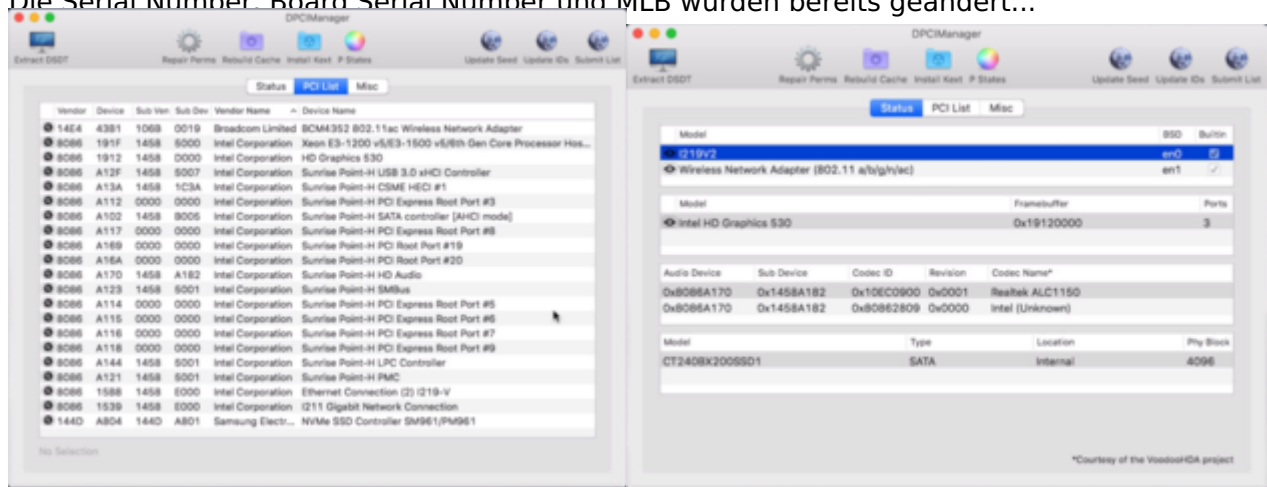 Die Serial Number, Board Serial Number und MLB wurden bereits geändert...
DPCIManager
Extract DSDT Repair Perms Rebuild Cache Install Kext P States Update Seed Update IDs Submit List
Status PCI List Misc
Vendor Device Sub Ven Sub Dev Vendor Name Device Name
14E4 43B1 106B 0019 Broadcom Limited BCM4352 802.11ac Wireless Network Adapter
8086 191F 1458 5000 Intel Corporation Xeon E3-1200 v5/E3-1500 v5/6th Gen Core Processor Hos...
8086 1912 1458 D000 Intel Corporation HD Graphics 530
8086 A12F 1458 5007 Intel Corporation Sunrise Point-H USB 3.0 xHCI Controller
8086 A13A 1458 1C3A Intel Corporation Sunrise Point-H CSME HECI #1
8086 A112 0000 0000 Intel Corporation Sunrise Point-H PCI Express Root Port #3
8086 A102 1458 B005 Intel Corporation Sunrise Point-H SATA controller [AHCI mode]
8086 A117 0000 0000 Intel Corporation Sunrise Point-H PCI Express Root Port #8
8086 A169 0000 0000 Intel Corporation Sunrise Point-H PCI Root Port #19
8086 A16A 0000 0000 Intel Corporation Sunrise Point-H PCI Root Port #20
8086 A170 1458 A182 Intel Corporation Sunrise Point-H HD Audio
8086 A123 1458 5001 Intel Corporation Sunrise Point-H SMBus
8086 A114 0000 0000 Intel Corporation Sunrise Point-H PCI Express Root Port #5
8086 A115 0000 0000 Intel Corporation Sunrise Point-H PCI Express Root Port #6
8086 A116 0000 0000 Intel Corporation Sunrise Point-H PCI Express Root Port #7
8086 A118 0000 0000 Intel Corporation Sunrise Point-H PCI Express Root Port #9
8086 A144 1458 5001 Intel Corporation Sunrise Point-H LPC Controller
8086 A121 1458 5001 Intel Corporation Sunrise Point-H PMC
8086 15B8 1458 E000 Intel Corporation Ethernet Connection (2) I219-V
8086 1539 1458 E000 Intel Corporation I211 Gigabit Network Connection
144D A804 144D A801 Samsung Electr... NVMe SSD Controller SM961/PM961
No Selection
DPCIManager
Extract DSDT Repair Perms Rebuild Cache Install Kext P States Update Seed Update IDs Submit List
Status PCI List Misc
Model BSD Builtin
I219V2 en0
Wireless Network Adapter (802.11 a/b/g/n/ac) en1
Model Framebuffer Ports
Intel HD Graphics 530 0x19120000 3
Audio Device Sub Device Codec ID Revision Codec Name*
0x8086A170 0x1458A182 0x10EC0900 0x0001 Realtek ALC1150
0x8086A170 0x1458A182 0x80862809 0x0000 Intel (Unknown)
Model Type Location Phy Block
CT240BX200SSD1 SATA Internal 4096
*Courtesy of the VoodooHDA project